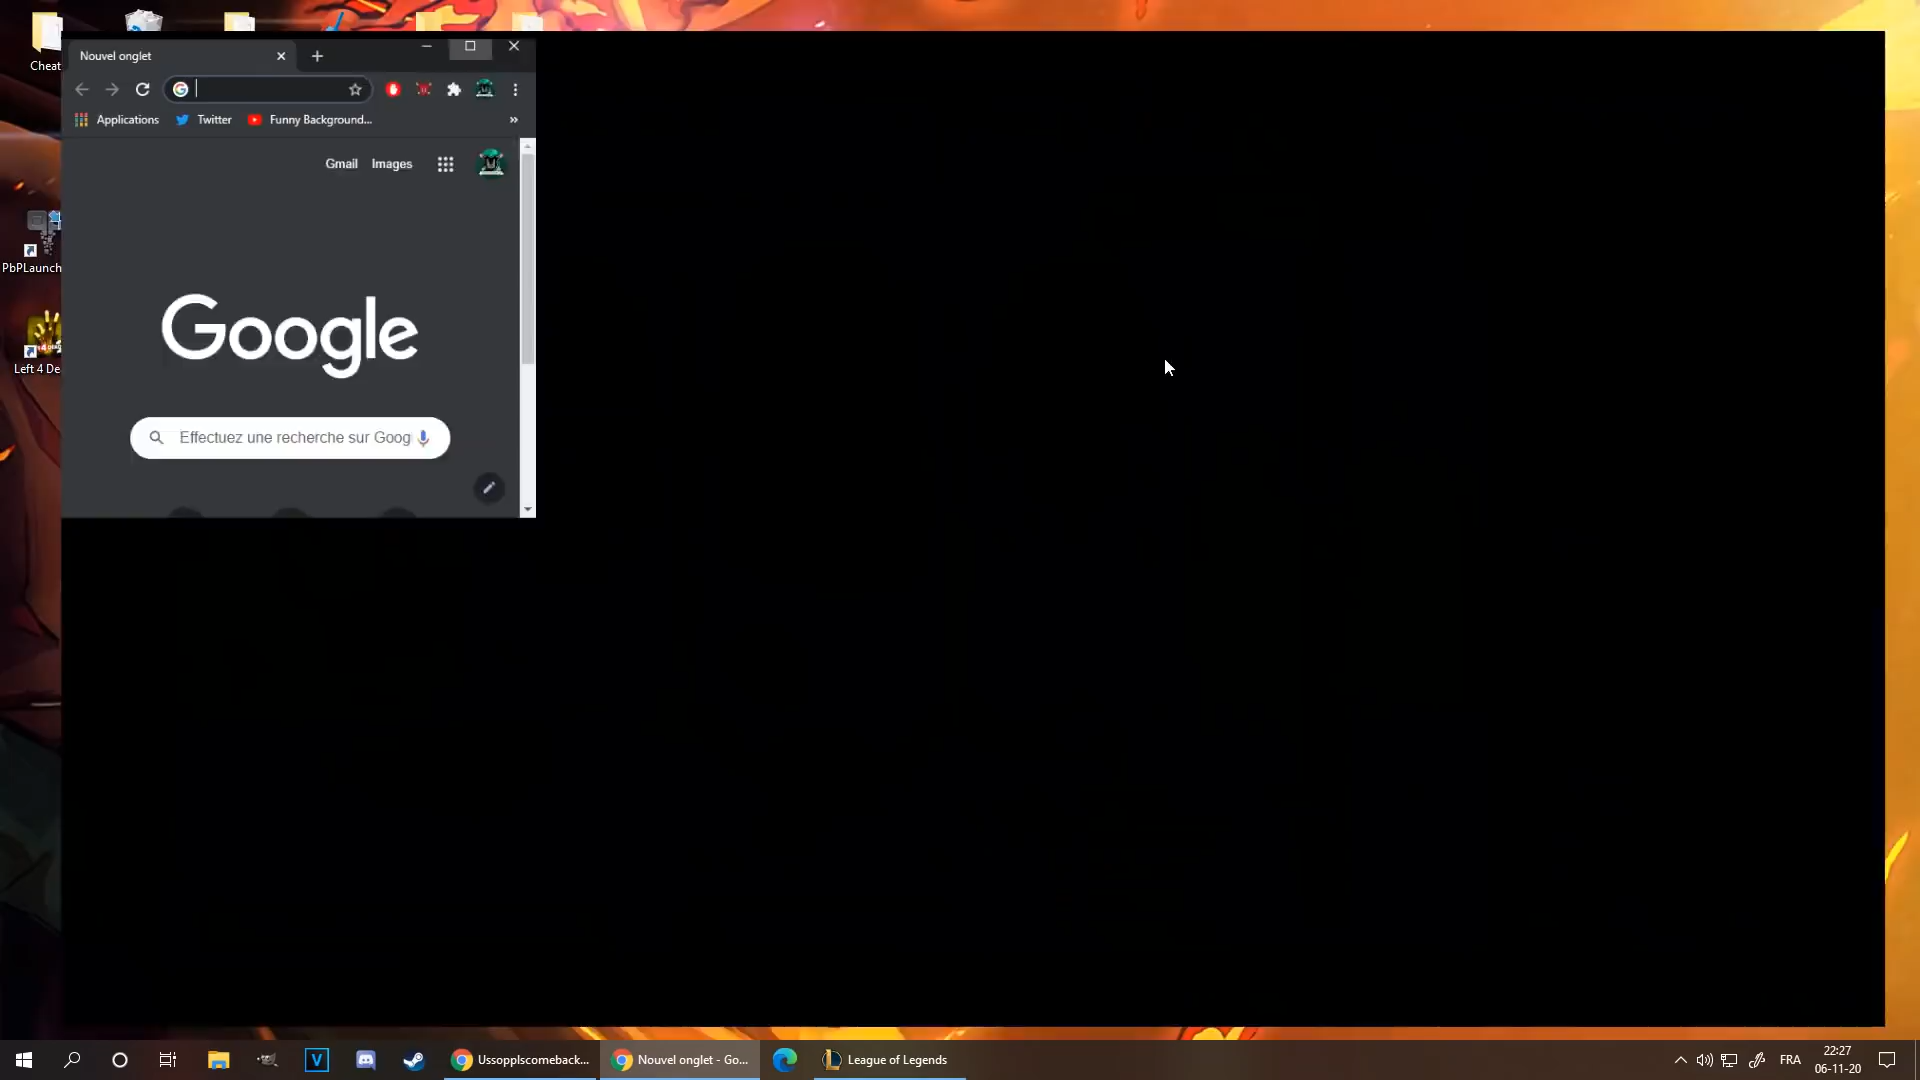 Cheat
PbPLaunch
Left 4 De
Nouvel onglet
Applications
Twitter
Funny Background...
»
Gmail
Images
Google
Effectuez une recherche sur Goog
UssopplscomebacK...
Nouvel onglet - Go...
League of Legends
FRA
22:27
06-11-20